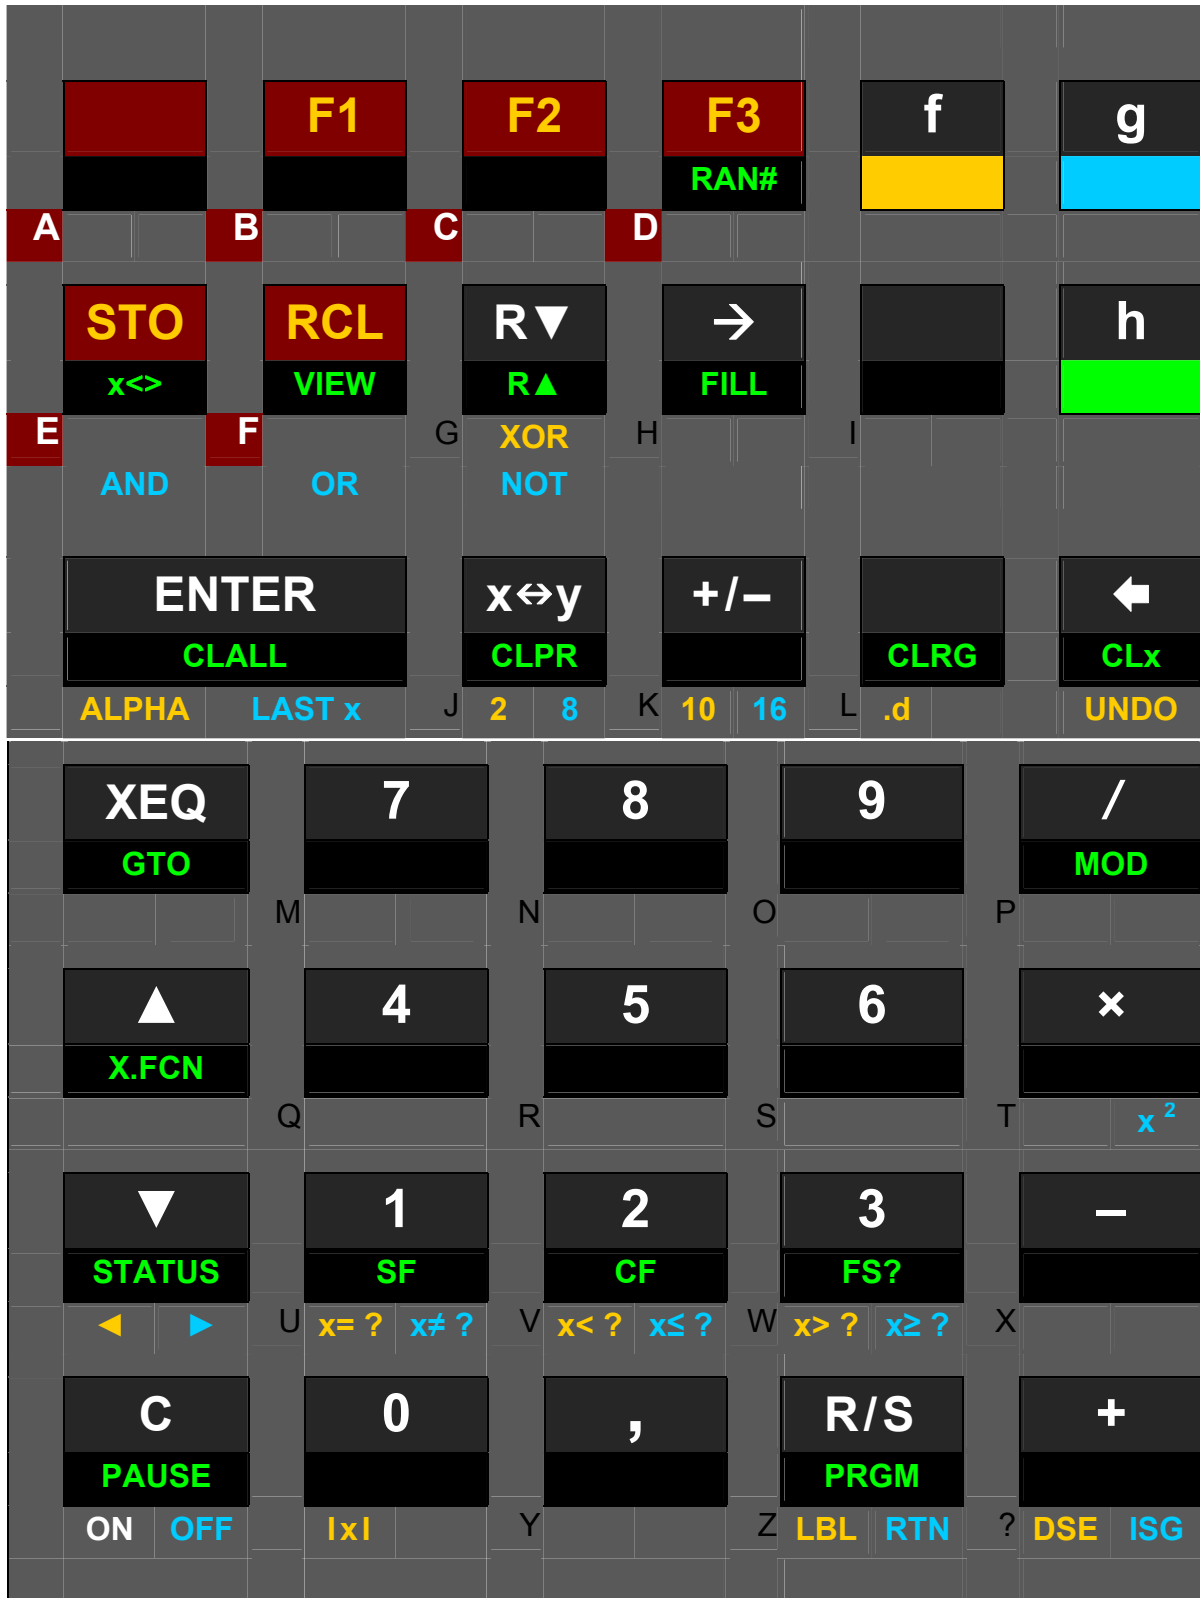 F1 F2 F3 f g
RAN#
A B C D
STO RCL R▼ → h
x<> VIEW R▲ FILL
E F G XOR H I
AND OR NOT
ENTER x↔y +/– 🡄
CLALL CLPR CLRG CLx
ALPHA LAST x J 2 8 K 10 16 L .d UNDO
XEQ 7 8 9 /
GTO MOD
M N O P
▲ 4 5 6 ×
X.FCN
Q R S T x²
▼ 1 2 3 –
STATUS SF CF FS?
◀ ▶ U x= ? x≠ ? V x< ? x≤ ? W x> ? x≥ ? X
C 0 , R/S +
PAUSE PRGM
ON OFF |x| Y Z LBL RTN ? DSE ISG